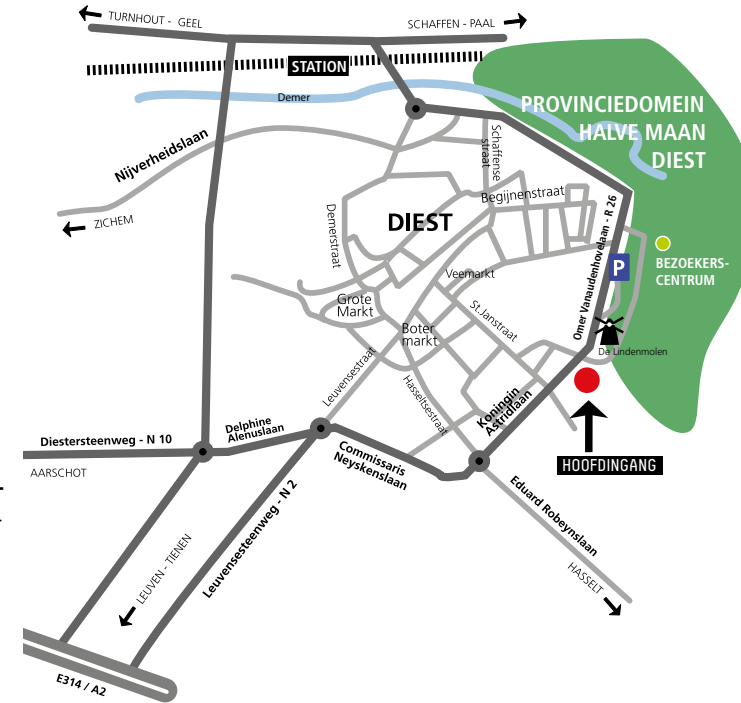 TURNHOUT - GEEL
SCHAFFEN - PAAL
STATION
Demer
PROVINCIEDOMEIN
HALVE MAAN
DIEST
Nijverheidslaan
Schaffense
straat
ZICHEM
Begijnenstraat
Demerstraat
DIEST
Omer Vanaudenhovelaan - R 26
BEZOEKERS-
CENTRUM
P
Veemarkt
Grote
Markt
St.Janstraat
Boter
markt
De Lindenmolen
Leuvensestraat
Hasseltsestraat
Koningin
Astridlaan
Delphine
Alenuslaan
Diestersteenweg - N 10
AARSCHOT
Commissaris
Neyskenslaan
HOOFDINGANG
Leuvensesteenweg - N 2
Eduard Robeynslaan
LEUVEN - TIENEN
HASSELT
E314 / A2